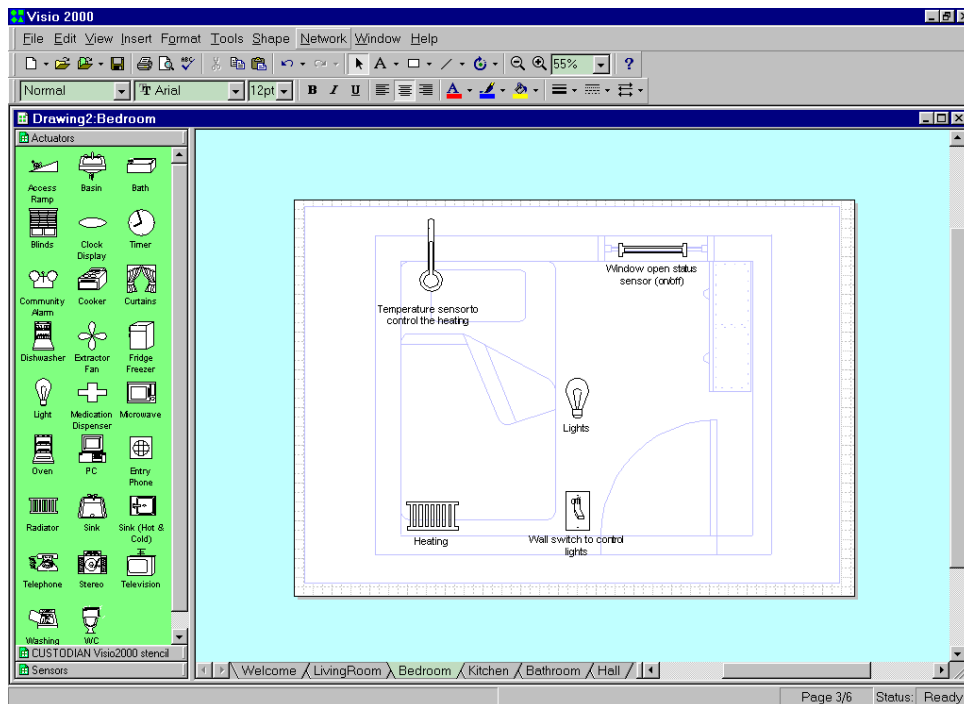 Visio 2000
File Edit View Insert Format Tools Shape Network Window Help
ABC
A
55%
?
Normal
T Arial
12pt
B I U
A
Drawing2:Bedroom
Actuators
Access Ramp
Basin
Bath
Blinds
Clock Display
Timer
Community Alarm
Cooker
Curtains
Dishwasher
Extractor Fan
Fridge Freezer
Light
Medication Dispenser
Microwave
Oven
PC
Entry Phone
Radiator
Sink
Sink (Hot & Cold)
Telephone
Stereo
Television
Washing
WC
CUSTODIAN Visio2000 stencil
Sensors
Window open status
sensor (on/off)
Temperature sensor to
control the heating
Lights
Heating
Wall switch to control
lights
Welcome LivingRoom Bedroom Kitchen Bathroom Hall
Page 3/6 Status: Ready